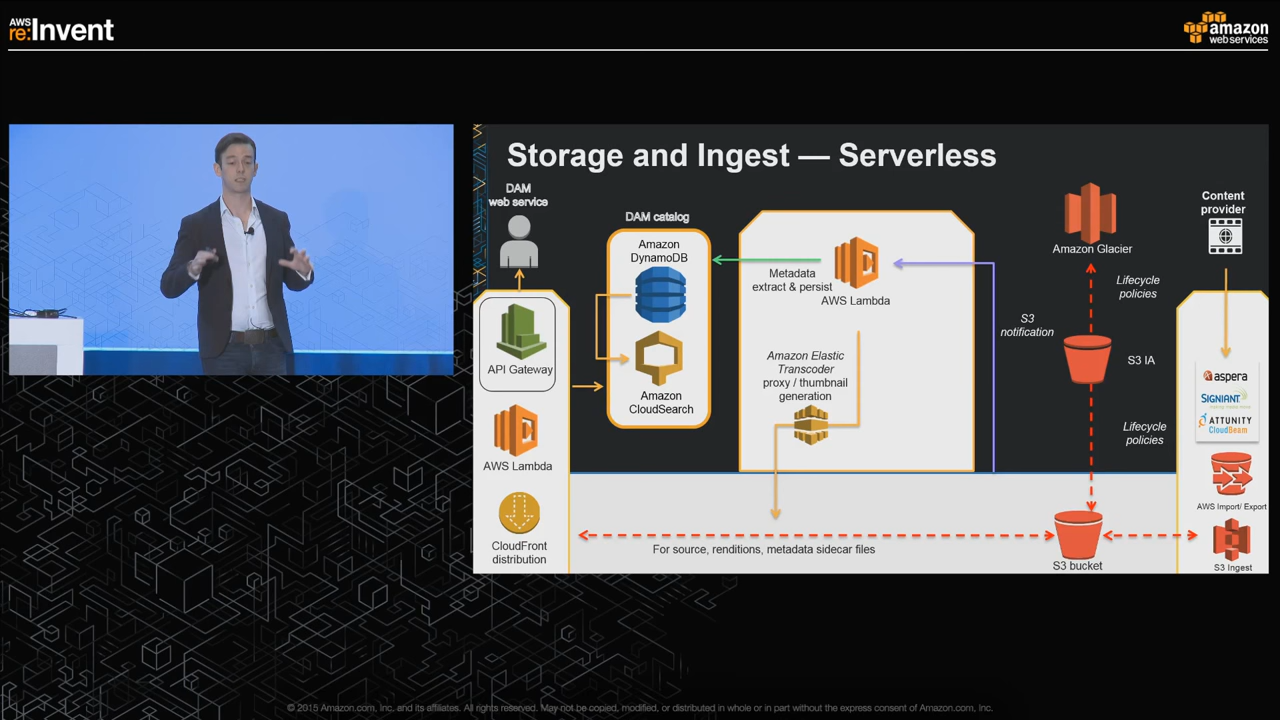 AWS
re:Invent
amazon
web services
Storage and Ingest — Serverless
DAM
web service
DAM catalog
Amazon
DynamoDB
Amazon
CloudSearch
API Gateway
AWS Lambda
CloudFront
distribution
Metadata
extract & persist
AWS Lambda
Amazon Elastic
Transcoder
proxy / thumbnail
generation
S3
notification
Amazon Glacier
Lifecycle
policies
S3 IA
Lifecycle
policies
S3 bucket
For source, renditions, metadata sidecar files
Content
provider
aspera
SIGNIANT
ATTUNITY
CloudBeam
AWS Import/ Export
S3 Ingest
© 2015 Amazon.com, Inc. and its affiliates. All rights reserved. May not be copied, modified, or distributed in whole or in part without the express consent of Amazon.com, Inc.